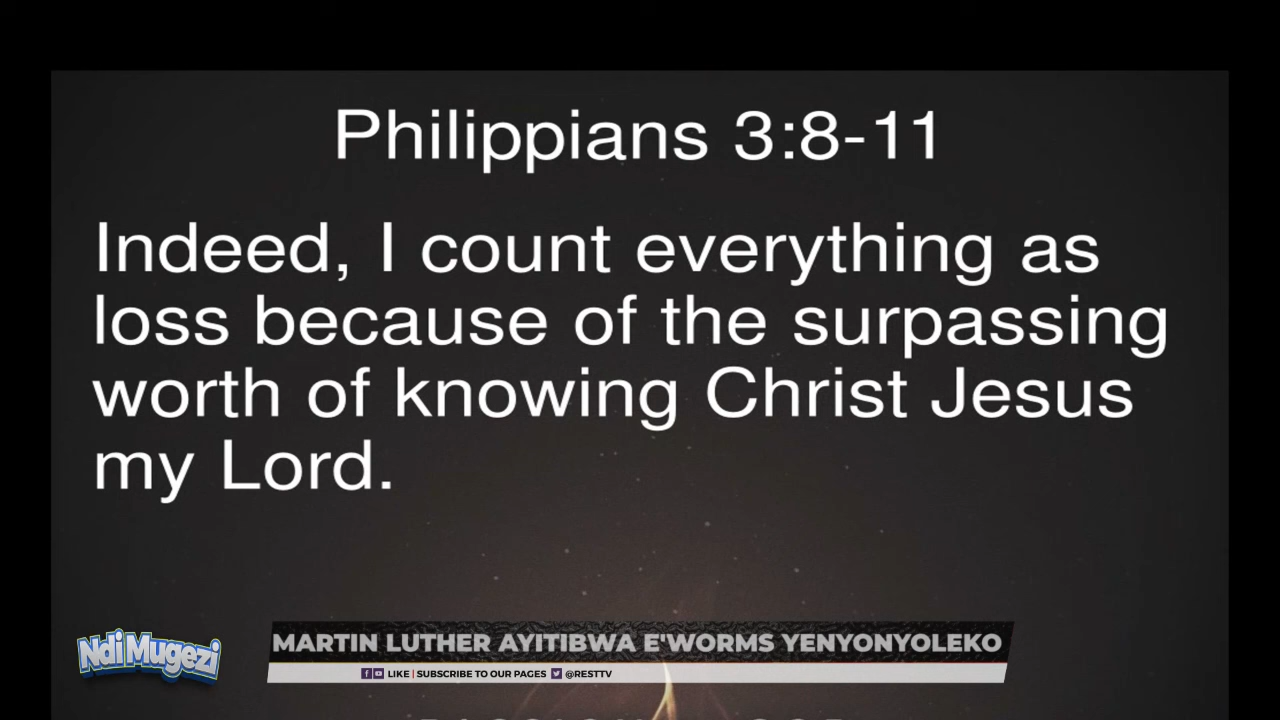 Philippians 3:8-11
Indeed, I count everything as
loss because of the surpassing
worth of knowing Christ Jesus
my Lord.
Ndi Mugezi
MARTIN LUTHER AYITIBWA E'WORMS YENYONYOLEKO
LIKE | SUBSCRIBE TO OUR PAGES @RESTTV